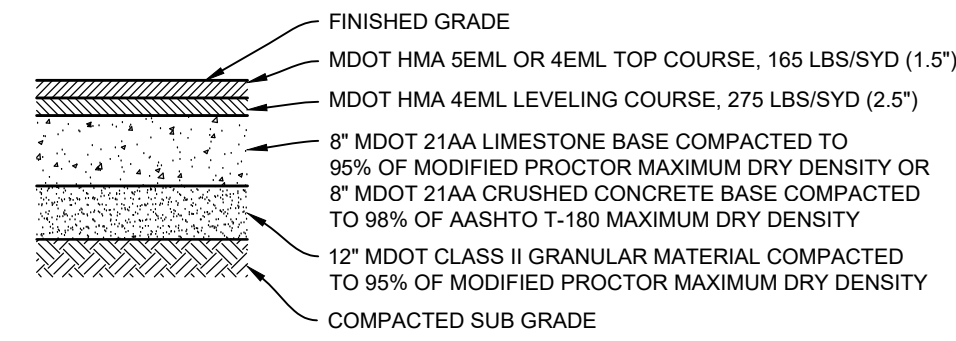 FINISHED GRADE
MDOT HMA 5EML OR 4EML TOP COURSE, 165 LBS/SYD (1.5")
MDOT HMA 4EML LEVELING COURSE, 275 LBS/SYD (2.5")
8" MDOT 21AA LIMESTONE BASE COMPACTED TO
95% OF MODIFIED PROCTOR MAXIMUM DRY DENSITY OR
8" MDOT 21AA CRUSHED CONCRETE BASE COMPACTED
TO 98% OF AASHTO T-180 MAXIMUM DRY DENSITY
12" MDOT CLASS II GRANULAR MATERIAL COMPACTED
TO 95% OF MODIFIED PROCTOR MAXIMUM DRY DENSITY
COMPACTED SUB GRADE